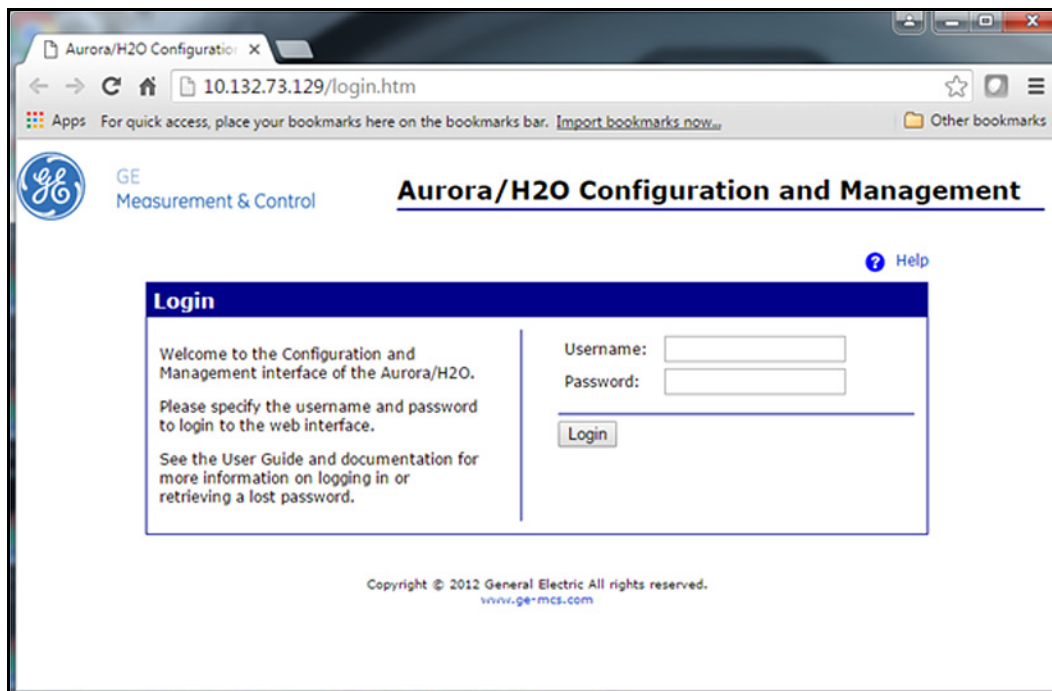 Aurora/H2O Configuratio
10.132.73.129/login.htm
Apps For quick access, place your bookmarks here on the bookmarks bar. Import bookmarks now... Other bookmarks
GE
Measurement & Control
Aurora/H2O Configuration and Management
Help
Login
Welcome to the Configuration and
Management interface of the Aurora/H2O.
Please specify the username and password
to login to the web interface.
See the User Guide and documentation for
more information on logging in or
retrieving a lost password.
Username:
Password:
Login
Copyright © 2012 General Electric All rights reserved.
www.ge-mcs.com